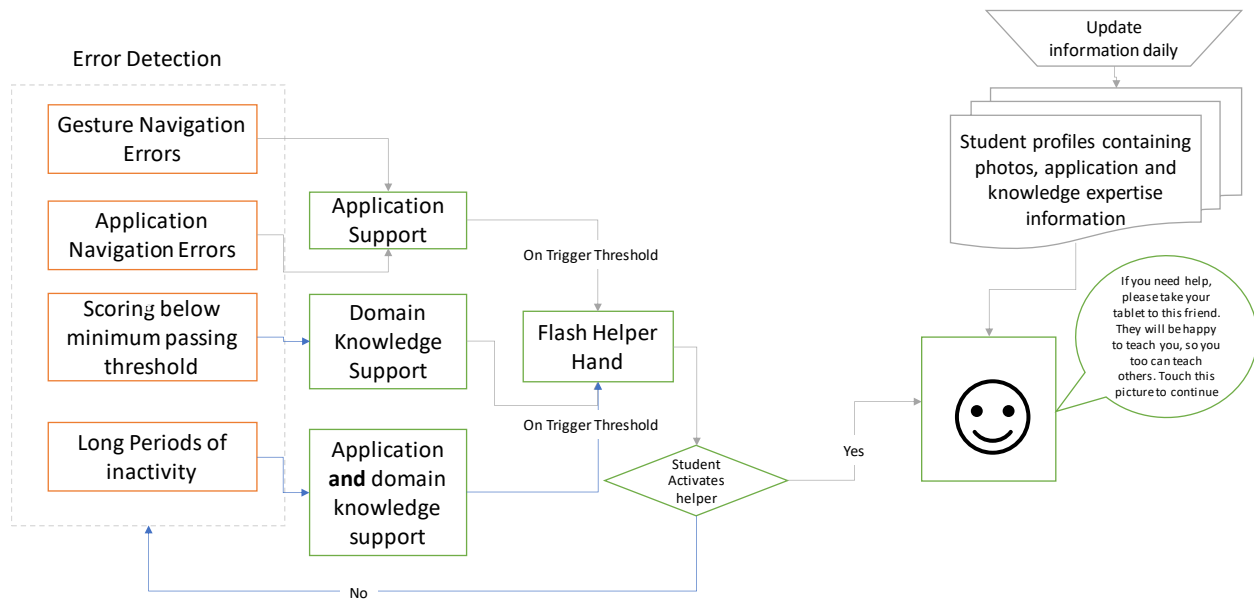 Update
information daily
Error Detection
Gesture Navigation
Errors
Student profiles containing
photos, application and
knowledge expertise
information
Application
Navigation Errors
Application
Support
On Trigger Threshold
Scoring below
minimum passing
threshold
Domain
Knowledge
Support
Flash Helper
Hand
If you need help,
please take your
tablet to this friend.
They will be happy
to teach you, so you
too can teach
others. Touch this
picture to continue
On Trigger Threshold
Long Periods of
inactivity
Application
and domain
knowledge
support
Student
Activates
helper
Yes
No